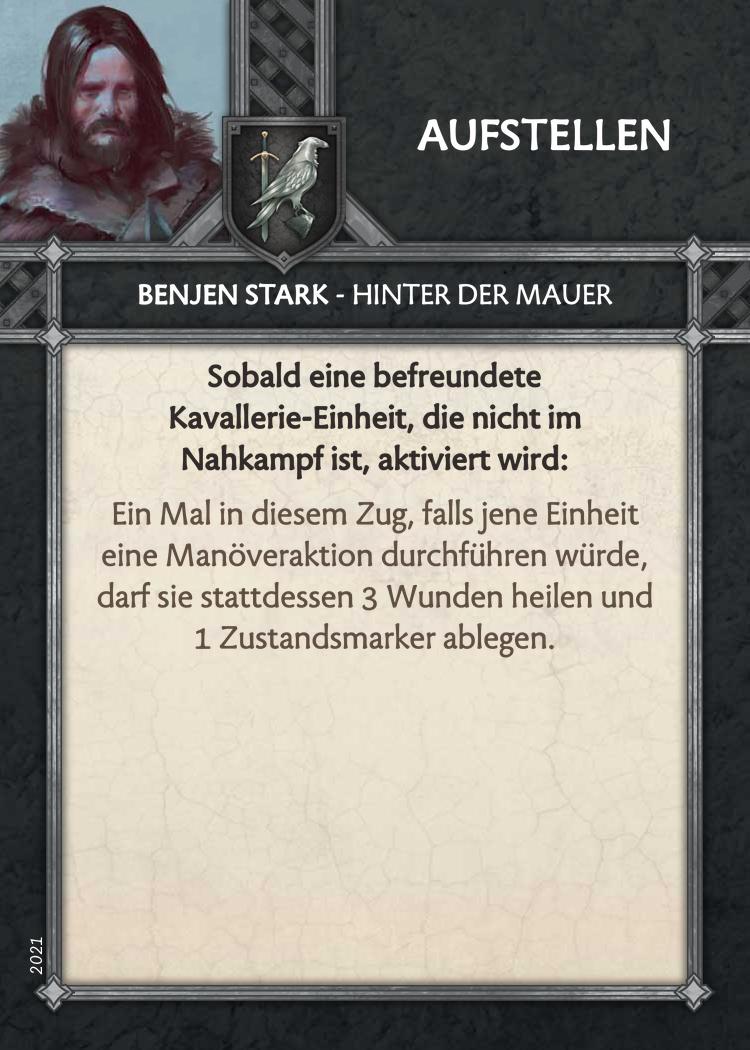 AUFSTELLEN
BENJEN STARK - HINTER DER MAUER
Sobald eine befreundete
Kavallerie-Einheit, die nicht im
Nahkampf ist, aktiviert wird:
Ein Mal in diesem Zug, falls jene Einheit
eine Manöveraktion durchführen würde,
darf sie stattdessen 3 Wunden heilen und
1 Zustandsmarker ablegen.
2021